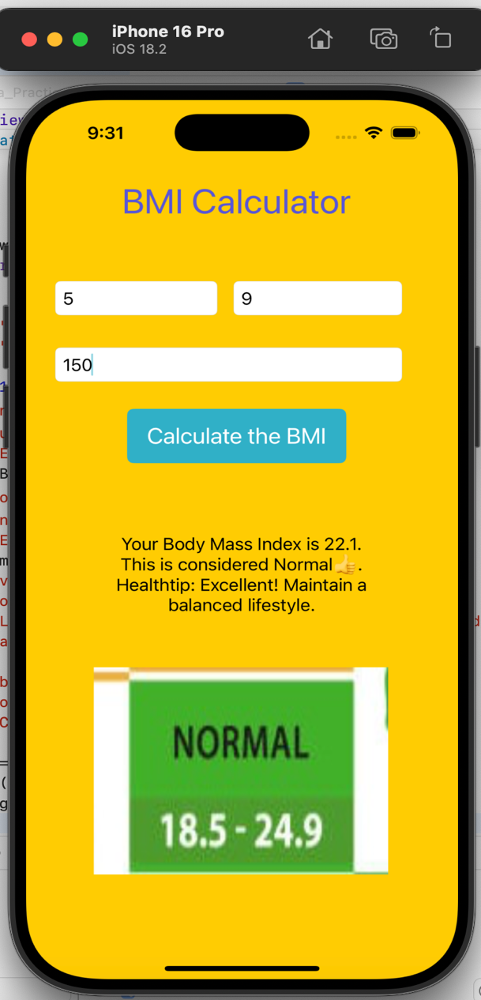 iPhone 16 Pro
iOS 18.2
9:31
BMI Calculator
5 9
150
Calculate the BMI
Your Body Mass Index is 22.1.
This is considered Normal👍.
Healthtip: Excellent! Maintain a
balanced lifestyle.
NORMAL
18.5 - 24.9